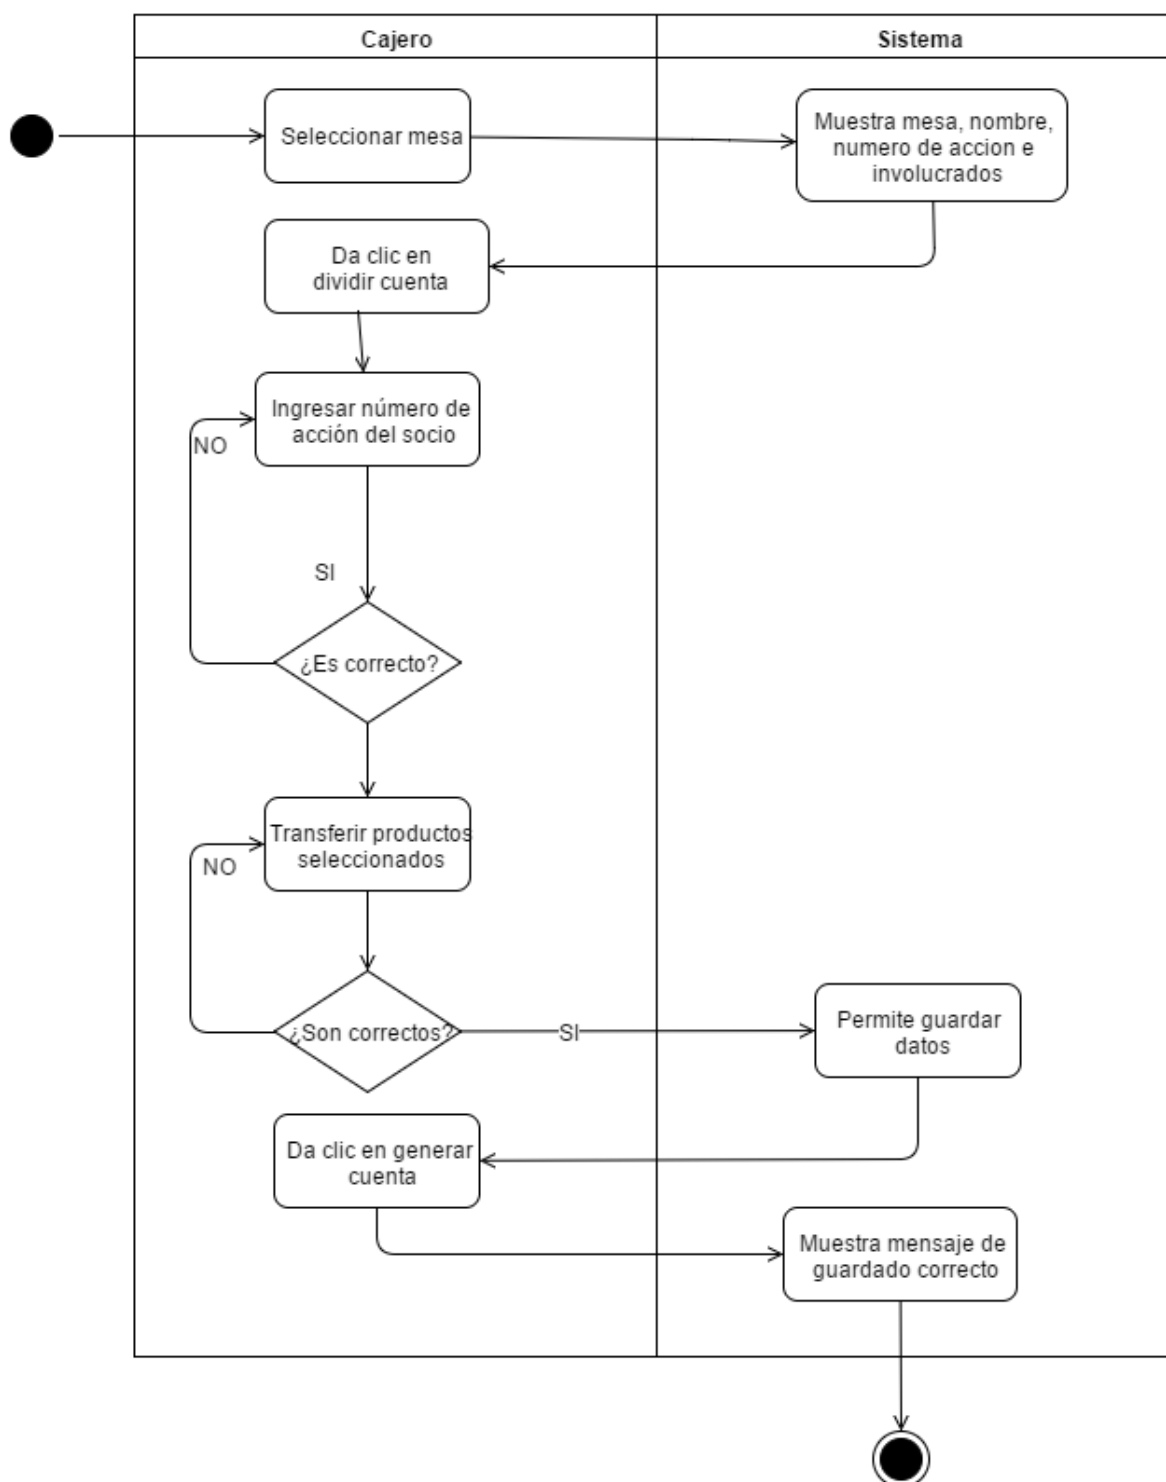 Cajero
Sistema
Seleccionar mesa
Muestra mesa, nombre,
numero de accion e
involucrados
Da clic en
dividir cuenta
Ingresar número de
acción del socio
NO
SI
¿Es correcto?
Transferir productos
seleccionados
NO
¿Son correctos?
SI
Permite guardar
datos
Da clic en generar
cuenta
Muestra mensaje de
guardado correcto